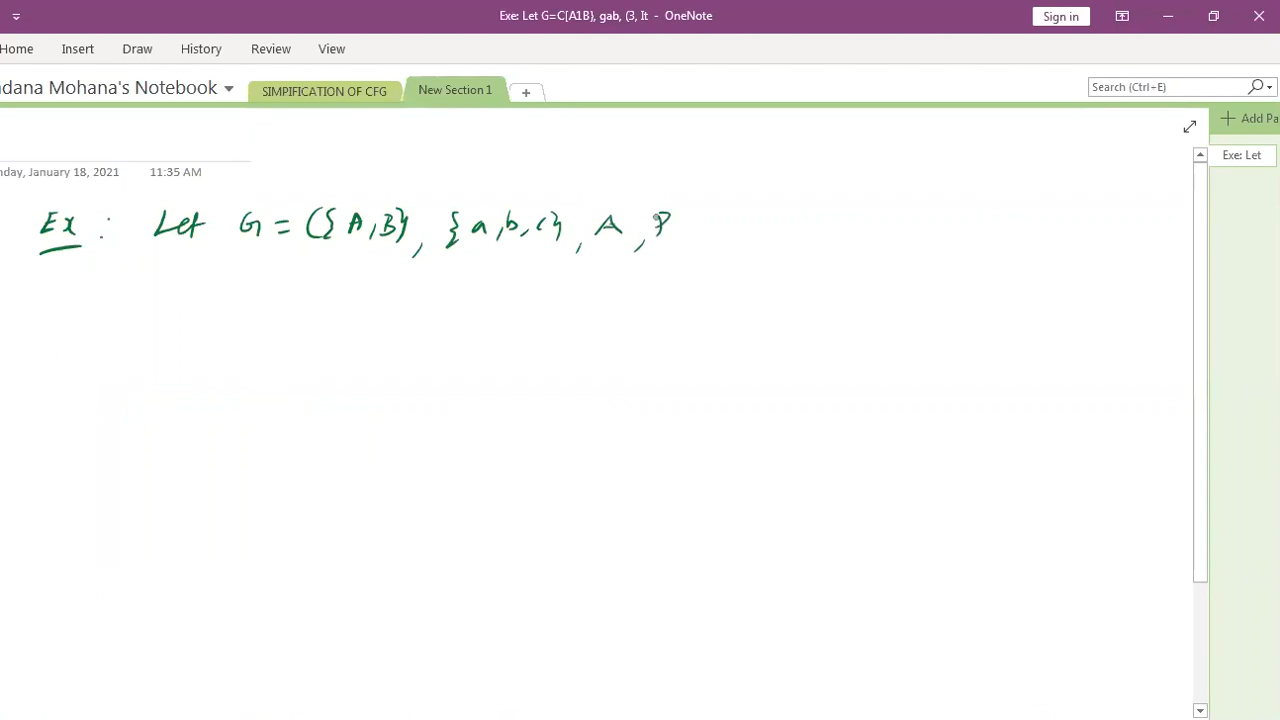 Exe: Let G=C[A1B}, gab, (3, It - OneNote
Sign in
Home Insert Draw History Review View
dana Mohana's Notebook
SIMPIFICATION OF CFG
New Section 1
Search (Ctrl+E)
Add Pa
Exe: Let
nday, January 18, 2021 11:35 AM
Ex : Let G = ({A,B}, {a,b,c}, A, P